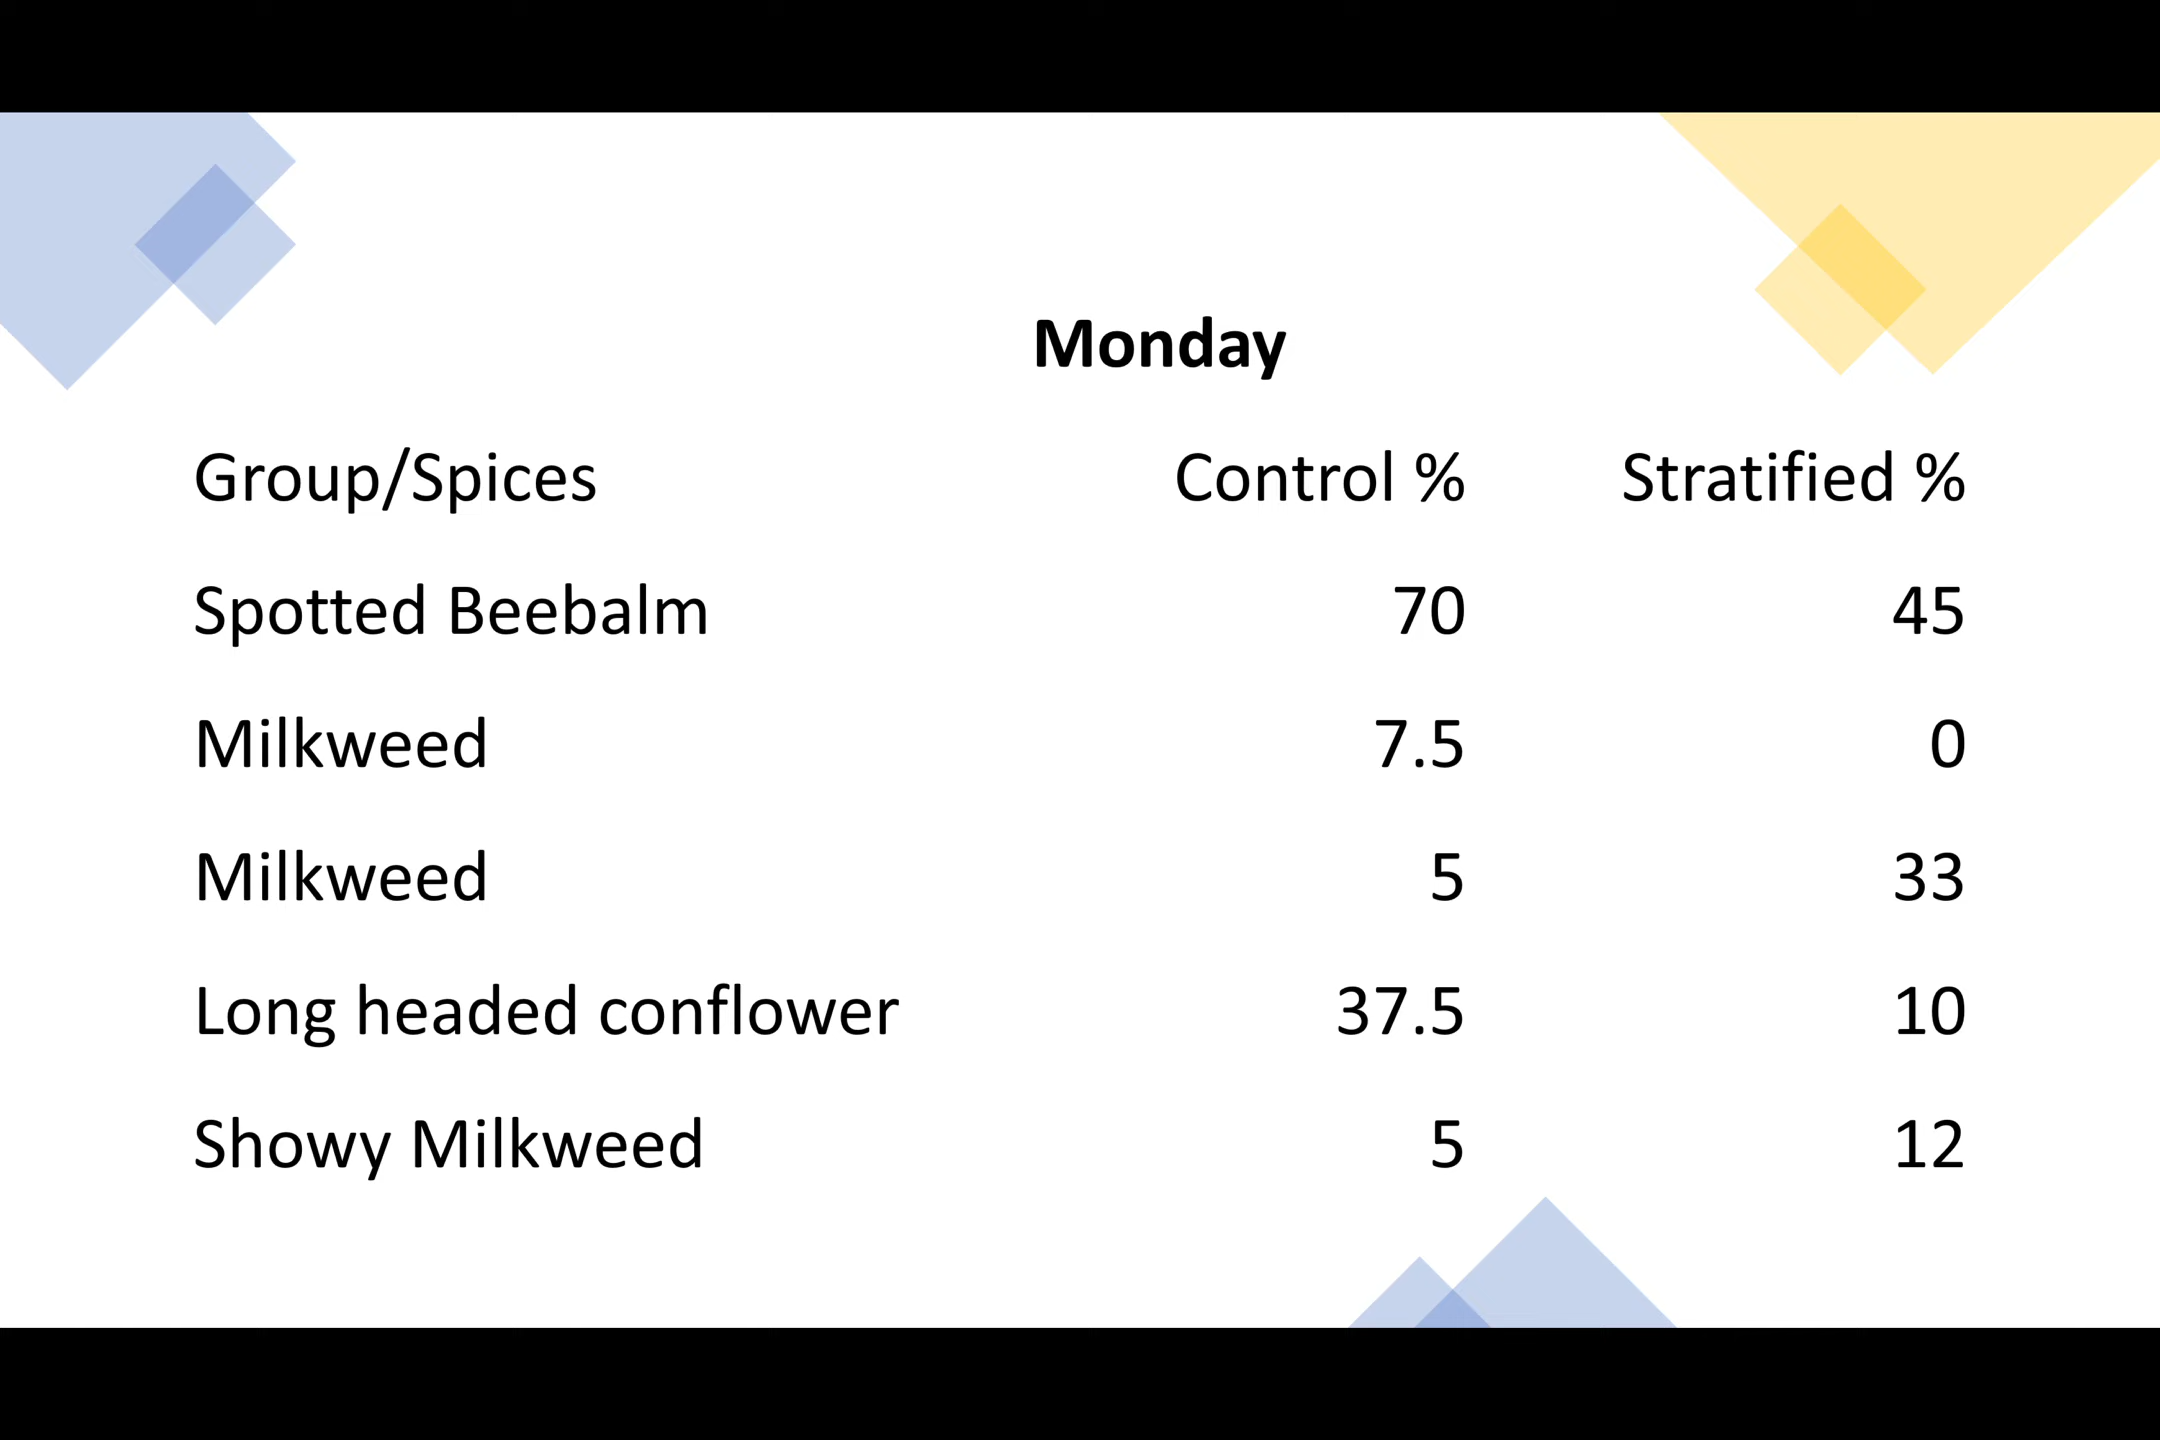 Monday
Group/Spices Control % Stratified %
Spotted Beebalm 70 45
Milkweed 7.5 0
Milkweed 5 33
Long headed conflower 37.5 10
Showy Milkweed 5 12